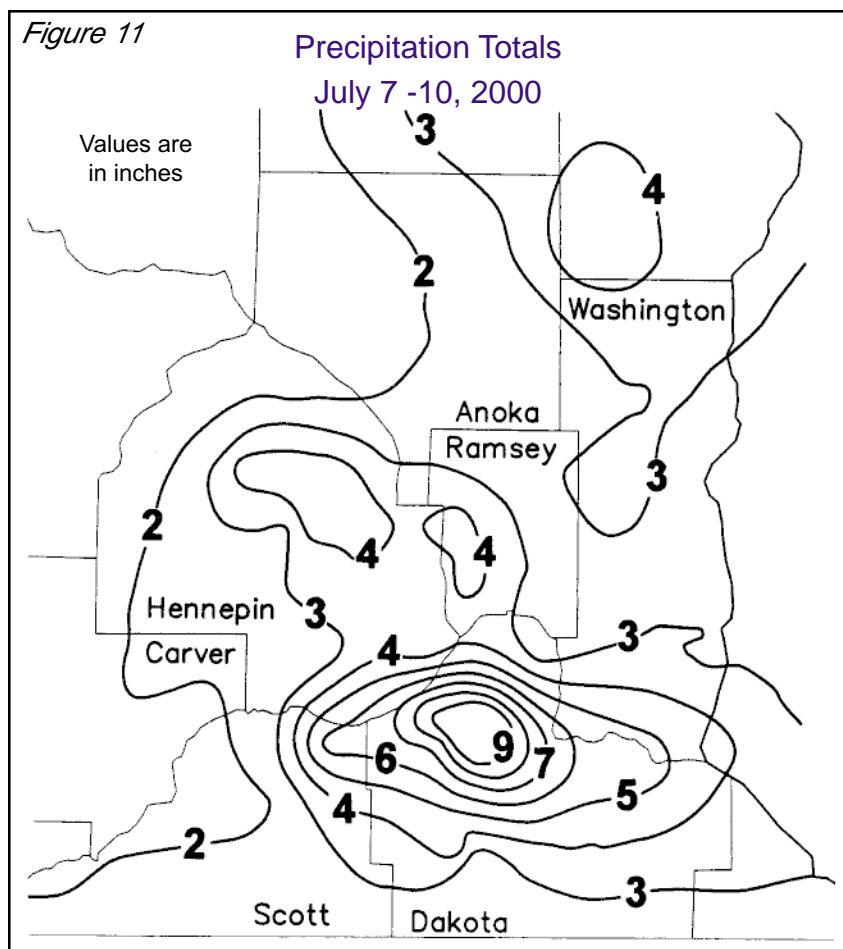 Figure 11
Precipitation Totals
July 7 -10, 2000
Values are
in inches
3
4
2
Washington
Anoka
Ramsey
3
2
4
4
Hennepin
3
3
Carver
4
9
7
6
5
4
2
3
Scott
Dakota